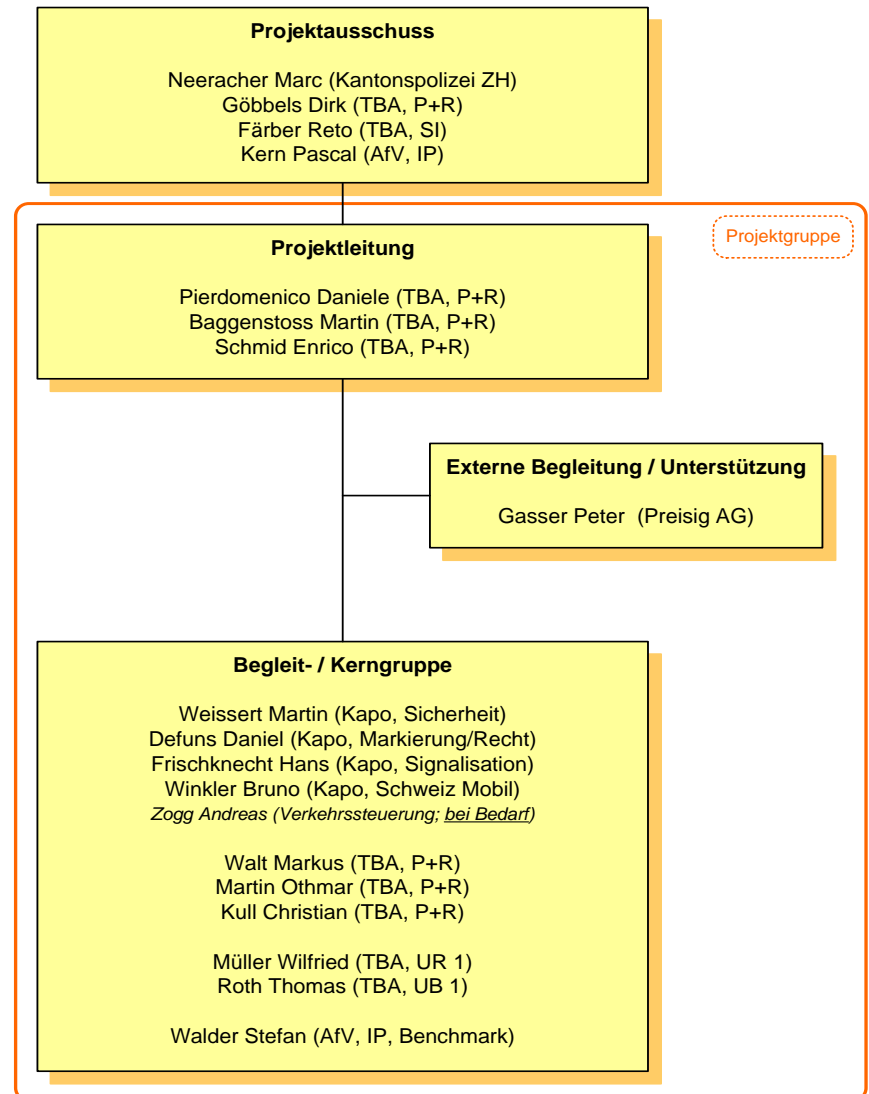 Projektausschuss
Neeracher Marc (Kantonspolizei ZH)
Göbbels Dirk (TBA, P+R)
Färber Reto (TBA, SI)
Kern Pascal (AfV, IP)
Projektgruppe
Projektleitung
Pierdomenico Daniele (TBA, P+R)
Baggenstoss Martin (TBA, P+R)
Schmid Enrico (TBA, P+R)
Externe Begleitung / Unterstützung
Gasser Peter  (Preisig AG)
Begleit- / Kerngruppe
Weissert Martin (Kapo, Sicherheit)
Defuns Daniel (Kapo, Markierung/Recht)
Frischknecht Hans (Kapo, Signalisation)
Winkler Bruno (Kapo, Schweiz Mobil)
Zogg Andreas (Verkehrssteuerung; bei Bedarf)
Walt Markus (TBA, P+R)
Martin Othmar (TBA, P+R)
Kull Christian (TBA, P+R)
Müller Wilfried (TBA, UR 1)
Roth Thomas (TBA, UB 1)
Walder Stefan (AfV, IP, Benchmark)